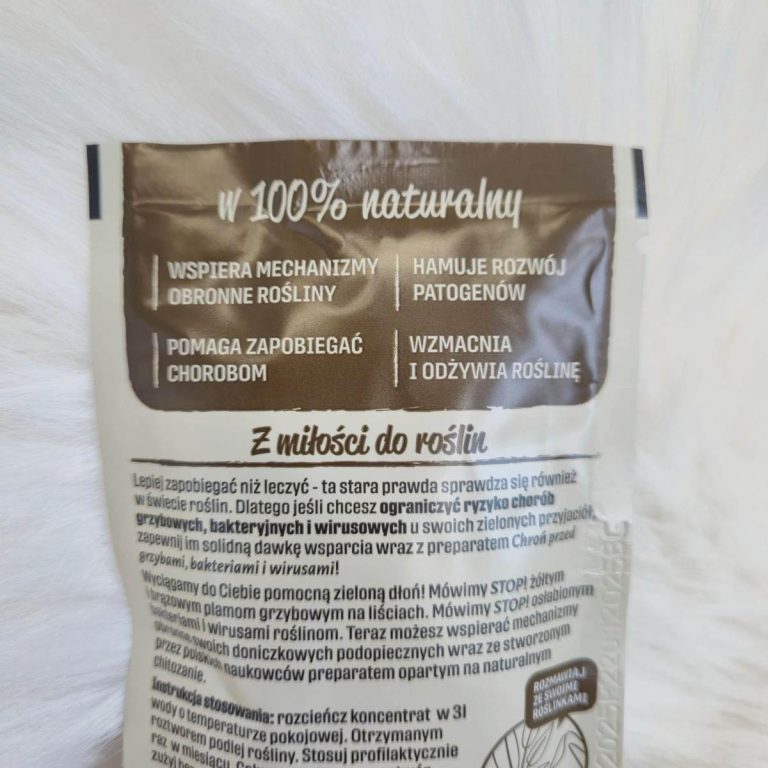 w 100% naturalny
WSPIERA MECHANIZMY OBRONNE ROŚLINY
HAMUJE ROZWÓJ PATOGENÓW
POMAGA ZAPOBIEGAĆ CHOROBOM
WZMACNIA I ODŻYWIA ROŚLINĘ
Z miłości do roślin
Lepiej zapobiegać niż leczyć - ta stara prawda sprawdza się również
w świecie roślin. Dlatego jeśli chcesz ograniczyć ryzyko chorób
grzybowych, bakteryjnych i wirusowych u swoich zielonych przyjaciół,
zapewnij im solidną dawkę wsparcia wraz z preparatem Chroń przed
grzybami, bakteriami i wirusami!
Wyciągamy do Ciebie pomocną zieloną dłoń! Mówimy STOP! żółtym
i brązowym plamom grzybowym na liściach. Mówimy STOP! osłabionym
bakteriami i wirusami roślinom. Teraz możesz wspierać mechanizmy
obronne swoich doniczkowych podopiecznych wraz ze stworzonym
przez polskich naukowców preparatem opartym na naturalnym
chitozanie.
Instrukcja stosowania: rozcieńcz koncentrat w 3l
wody o temperaturze pokojowej. Otrzymanym
roztworem podlej rośliny. Stosuj profilaktycznie
raz w miesiącu.
ROZMAWIAJ
ZE SWOIMI
ROŚLINKAMI